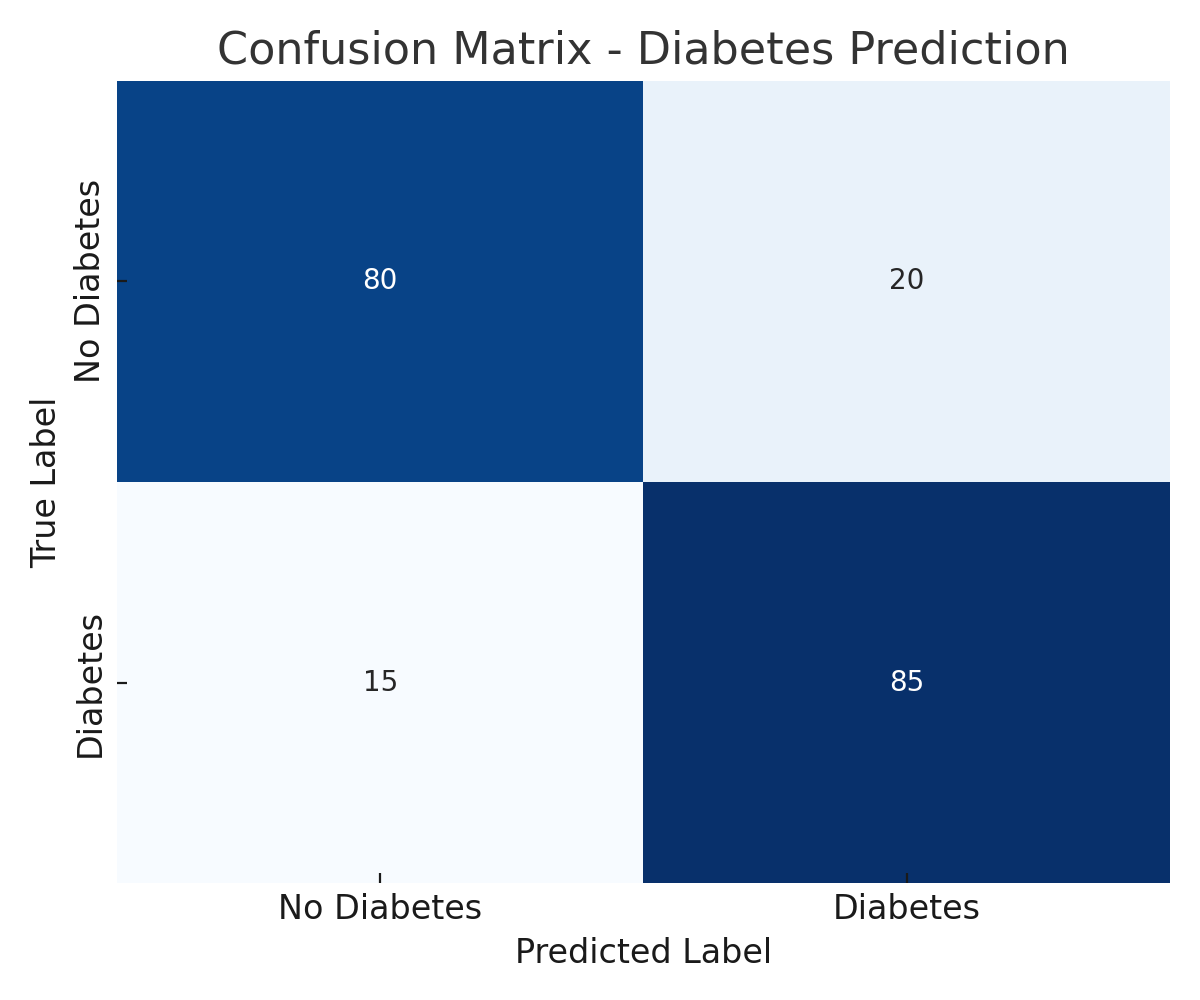 Confusion Matrix - Diabetes Prediction
True Label
No Diabetes
80
20
Diabetes
15
85
No Diabetes
Diabetes
Predicted Label